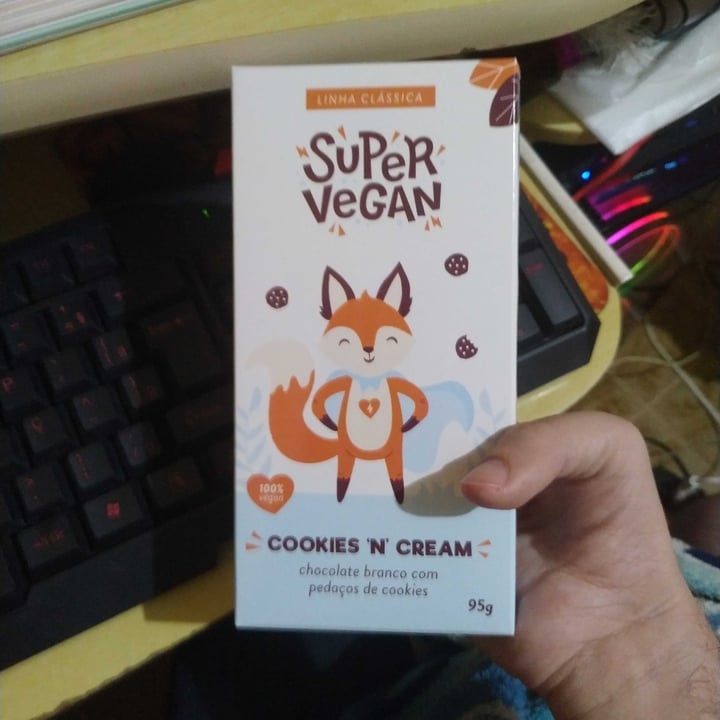 LINHA CLÁSSICA
SUPER
VEGAN
100%
vegan
COOKIES 'N' CREAM
chocolate branco com
pedaços de cookies
95g